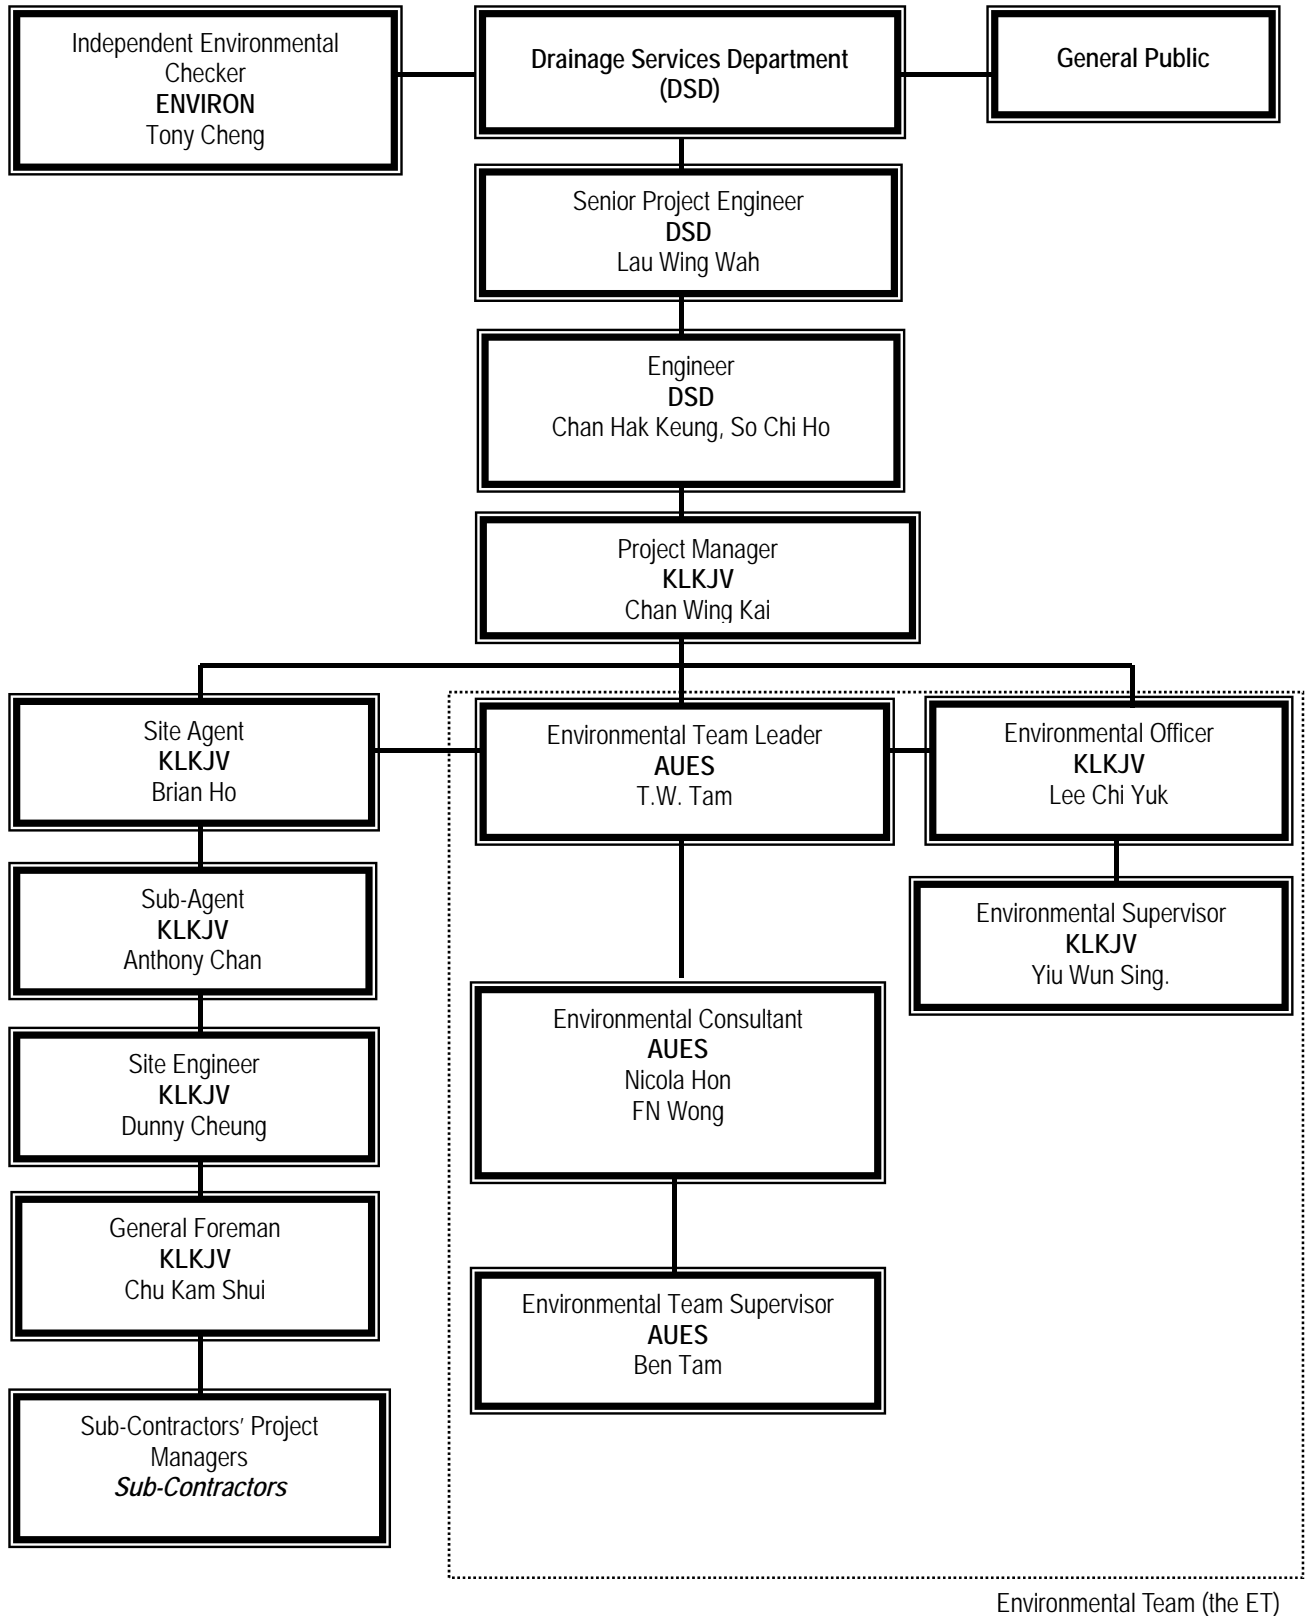 Independent Environmental
Checker
ENVIRON
Tony Cheng
Drainage Services Department
(DSD)
General Public
Senior Project Engineer
DSD
Lau Wing Wah
Engineer
DSD
Chan Hak Keung, So Chi Ho
Project Manager
KLKJV
Chan Wing Kai
Site Agent
KLKJV
Brian Ho
Environmental Team Leader
AUES
T.W. Tam
Environmental Officer
KLKJV
Lee Chi Yuk
Sub-Agent
KLKJV
Anthony Chan
Environmental Supervisor
KLKJV
Yiu Wun Sing.
Site Engineer
KLKJV
Dunny Cheung
Environmental Consultant
AUES
Nicola Hon
FN Wong
General Foreman
KLKJV
Chu Kam Shui
Environmental Team Supervisor
AUES
Ben Tam
Sub-Contractors’ Project
Managers
Sub-Contractors
Environmental Team (the ET)